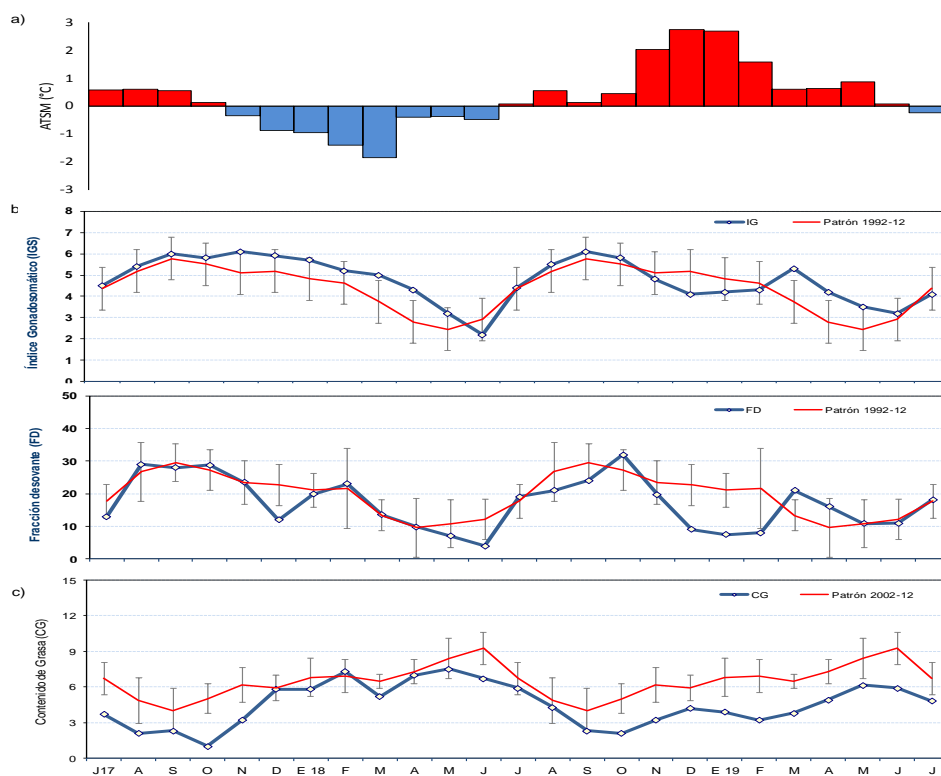 a)
3
2
1
0
-1
-2
-3
ATSM (°C)
b
8
7
6
5
4
3
2
1
0
Índice Gonadosomático (IGS)
IG
Patrón 1992-12
50
40
30
20
10
0
Fracción desovante (FD)
FD
Patrón 1992-12
c)
15
12
9
6
3
0
Contenido de Grasa (CG)
CG
Patrón 2002-12
J17 A S O N D E 18 F M A M J J A S O N D E 19 F M A M J J